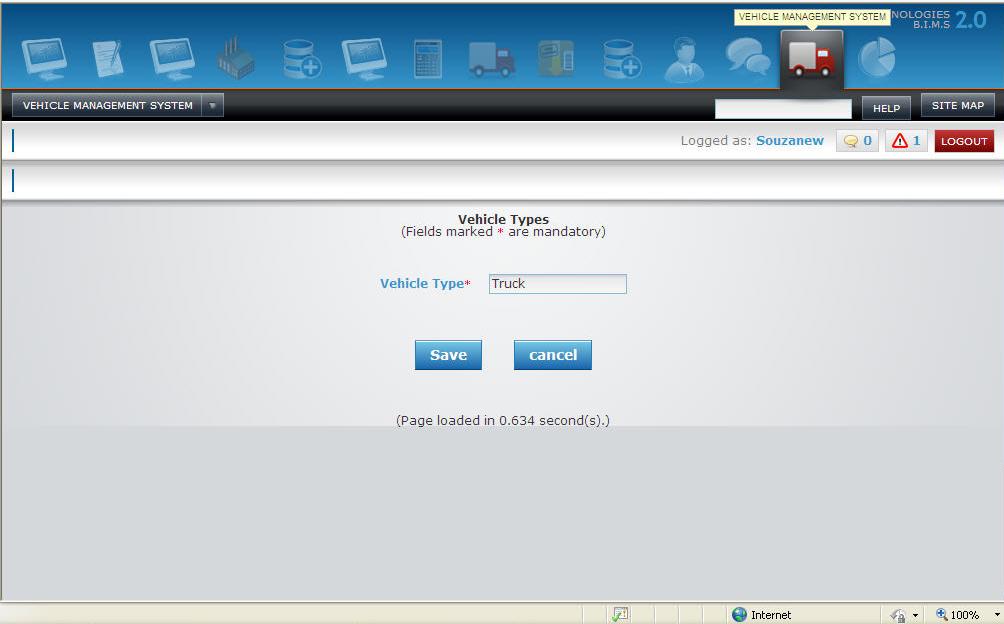 VEHICLE MANAGEMENT SYSTEM
NOLOGIES
B.I.M.S 2.0
VEHICLE MANAGEMENT SYSTEM
HELP
SITE MAP
Logged as: Souzanew
0
1
LOGOUT
Vehicle Types
(Fields marked * are mandatory)
Vehicle Type* Truck
Save
cancel
(Page loaded in 0.634 second(s).)
Internet
100%